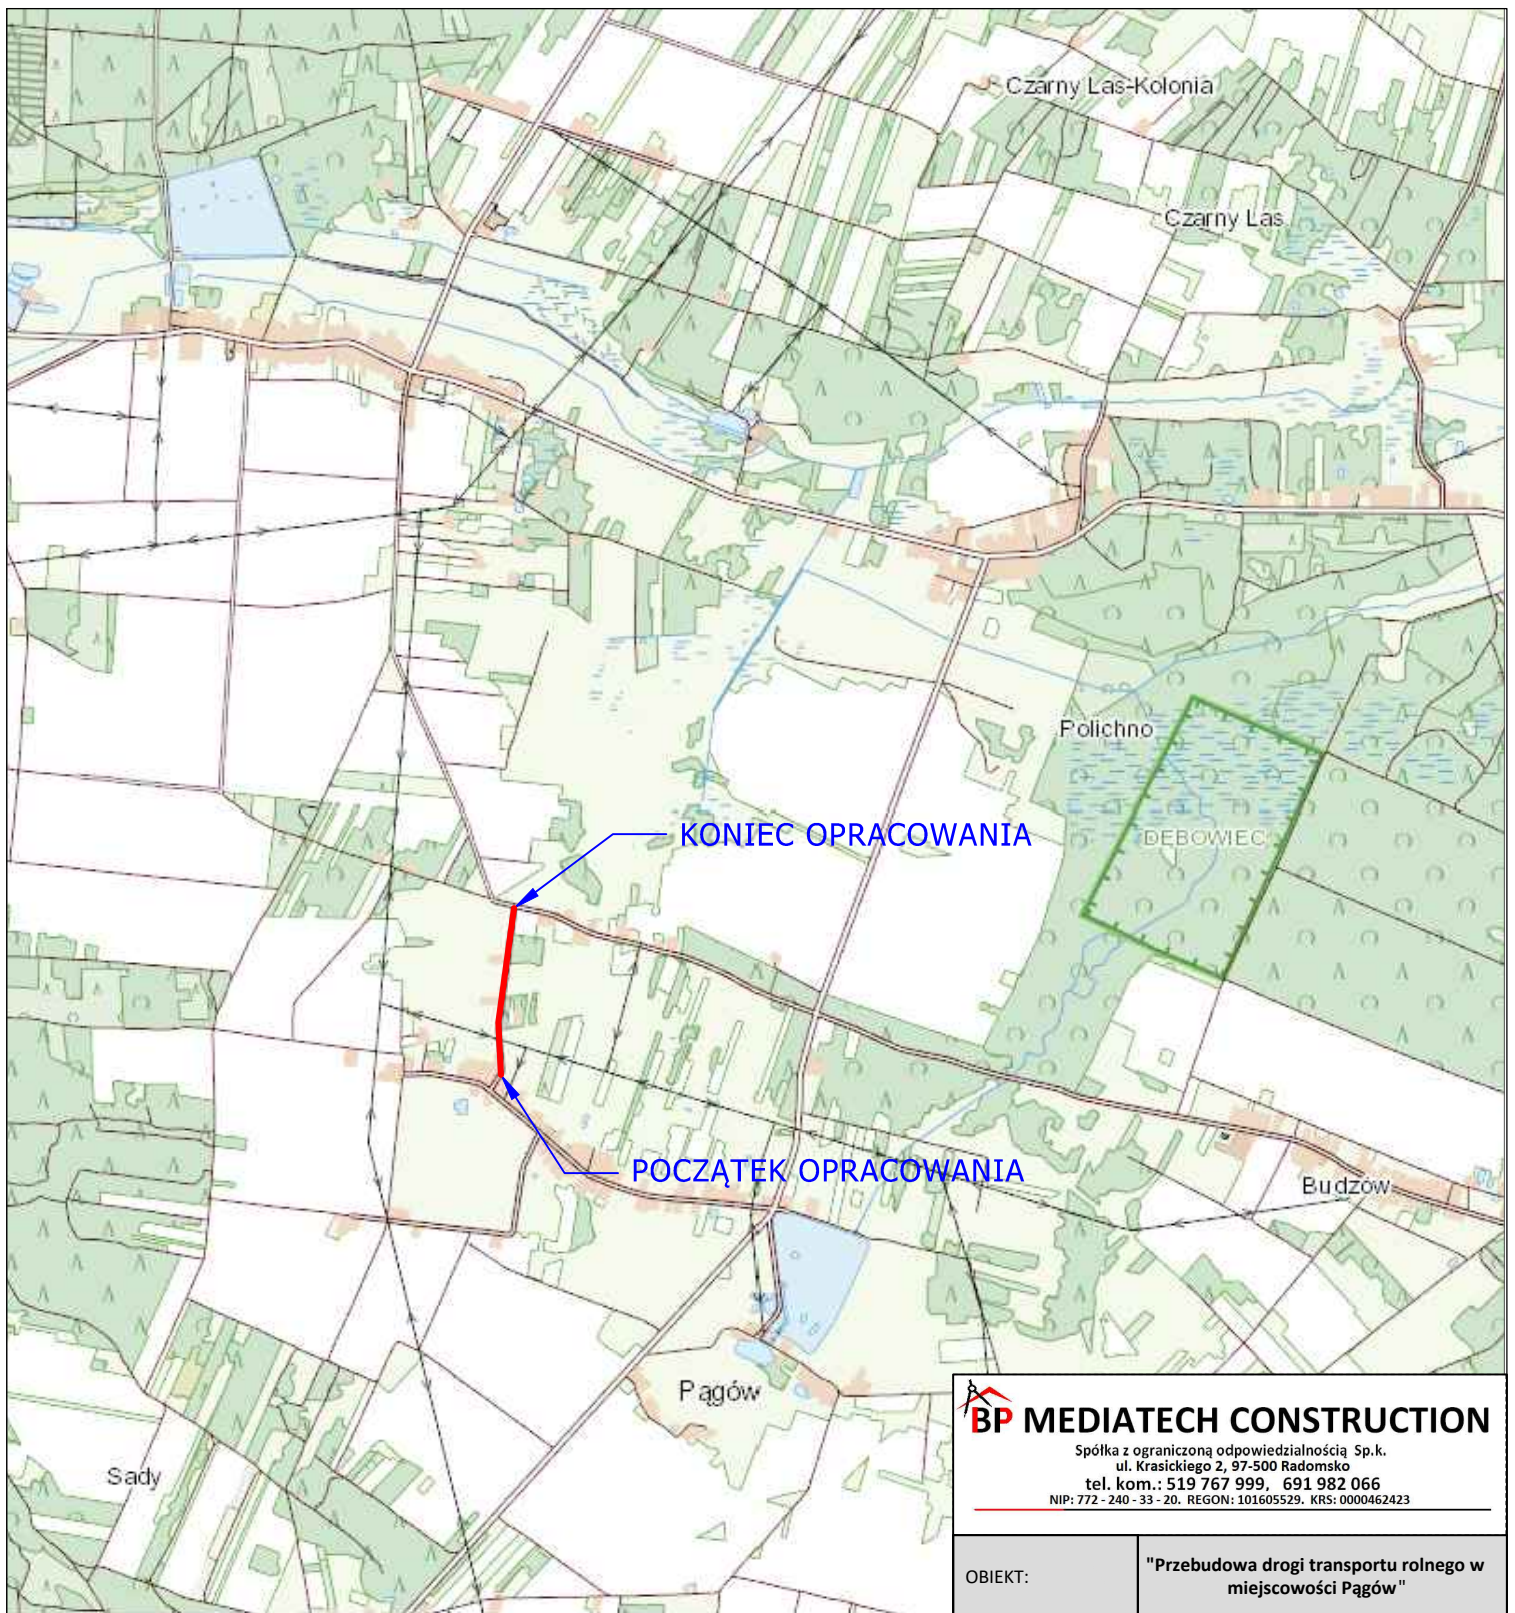 Czarny Las-Kolonia
Czarny Las
Polichno
DĘBOWIEC
KONIEC OPRACOWANIA
POCZĄTEK OPRACOWANIA
Budzów
Pągów
Sady
BP MEDIATECH CONSTRUCTION
Spółka z ograniczoną odpowiedzialnością Sp.k.
ul. Krasickiego 2, 97-500 Radomsko
tel. kom.: 519 767 999, 691 982 066
NIP: 772 - 240 - 33 - 20. REGON: 101605529. KRS: 0000462423
OBIEKT:
"Przebudowa drogi transportu rolnego w
miejscowości Pągów"